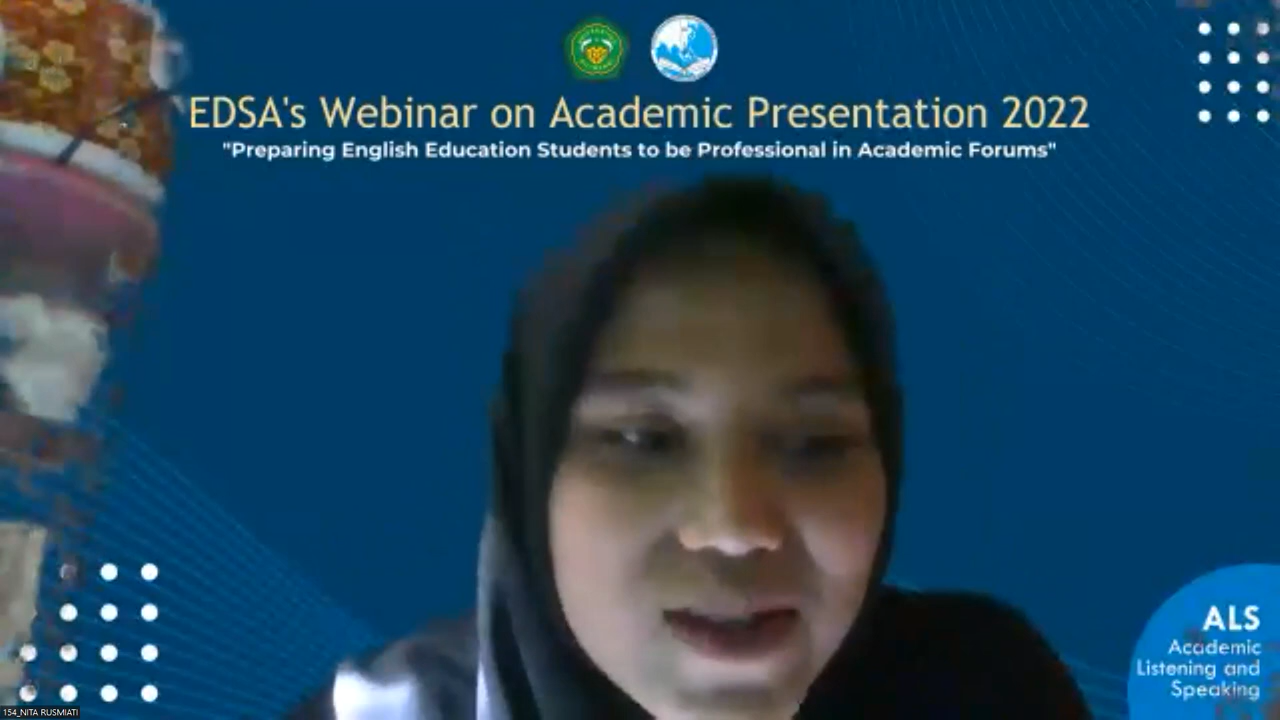 EDSA's Webinar on Academic Presentation 2022
"Preparing English Education Students to be Professional in Academic Forums"
ALS
Academic
Listening and
Speaking
154_NITA RUSMIATI